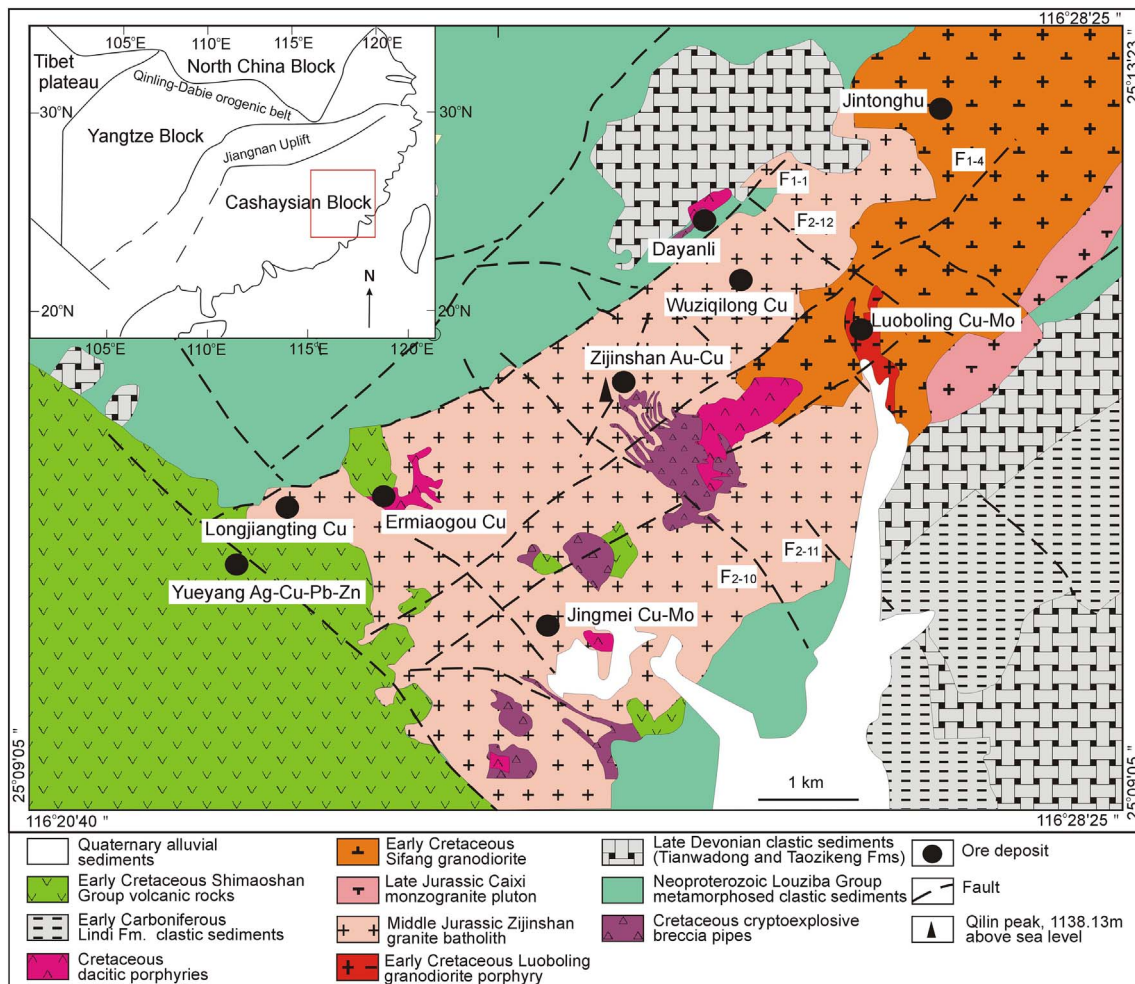 116°28'25 "
25°13'23 "
105°E
110°E
115°E
120°E
Tibet
plateau
North China Block
Qinling-Dabie orogenic belt
30°N
30°N
Yangtze Block
Jiangnan Uplift
Cashaysian Block
N
20°N
20°N
105°E
110°E
115°E
120°E
Jintonghu
F1-4
F1-1
F2-12
Dayanli
Wuziqilong Cu
Luoboling Cu-Mo
Zijinshan Au-Cu
Longjiangting Cu
Ermiaogou Cu
F2-11
F2-10
Yueyang Ag-Cu-Pb-Zn
Jingmei Cu-Mo
25°09'05 "
1 km
25°09'05 "
116°20'40 "
116°28'25 "
Quaternary alluvial
sediments
Early Cretaceous Shimaoshan
Group volcanic rocks
Early Carboniferous
Lindi Fm. clastic sediments
Cretaceous
dacitic porphyries
Early Cretaceous
Sifang granodiorite
Late Jurassic Caixi
monzogranite pluton
Middle Jurassic Zijinshan
granite batholith
Early Cretaceous Luoboling
granodiorite porphyry
Late Devonian clastic sediments
(Tianwadong and Taozikeng Fms)
Neoproterozoic Louziba Group
metamorphosed clastic sediments
Cretaceous cryptoexplosive
breccia pipes
Ore deposit
Fault
Qilin peak, 1138.13m
above sea level